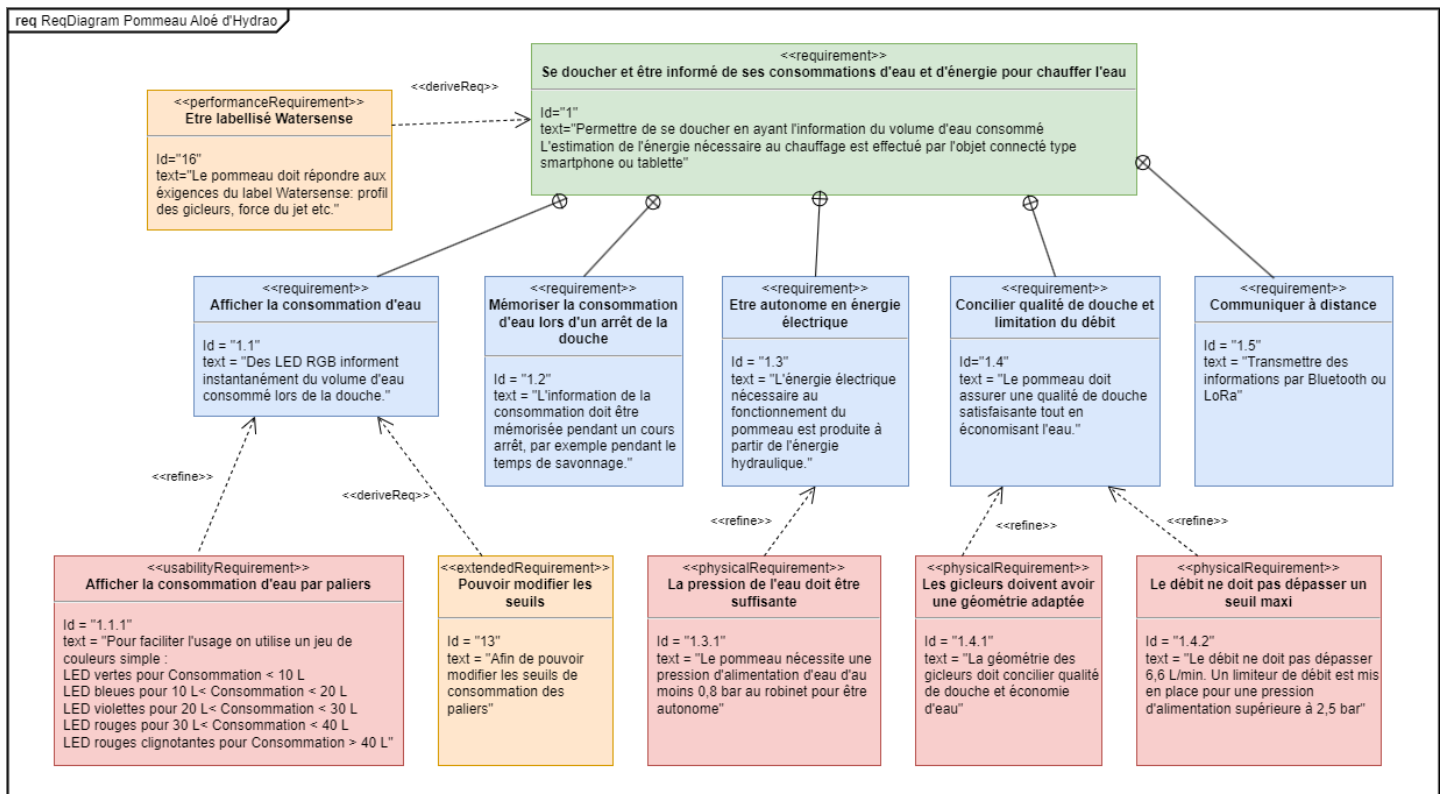 req ReqDiagram Pommeau Aloé d'Hydrao
<<requirement>>
Se doucher et être informé de ses consommations d'eau et d'énergie pour chauffer l'eau
Id="1"
text="Permettre de se doucher en ayant l'information du volume d'eau consommé
L'estimation de l'énergie nécessaire au chauffage est effectué par l'objet connecté type
smartphone ou tablette"
<<deriveReq>>
<<performanceRequirement>>
Etre labellisé Watersense
Id="16"
text="Le pommeau doit répondre aux
éxigences du label Watersense: profil
des gicleurs, force du jet etc."
<<requirement>>
Afficher la consommation d'eau
Id = "1.1"
text = "Des LED RGB informent
instantanément du volume d'eau
consommé lors de la douche."
<<requirement>>
Mémoriser la consommation
d'eau lors d'un arrêt de la
douche
Id = "1.2"
text = "L'information de la
consommation doit être
mémorisée pendant un cours
arrêt, par exemple pendant le
temps de savonnage."
<<requirement>>
Etre autonome en énergie
électrique
Id = "1.3"
text = "L'énergie électrique
nécessaire au
fonctionnement du
pommeau est produite à
partir de l'énergie
hydraulique."
<<requirement>>
Concilier qualité de douche et
limitation du débit
Id="1.4"
text = "Le pommeau doit
assurer une qualité de douche
satisfaisante tout en
économisant l'eau."
<<requirement>>
Communiquer à distance
Id = "1.5"
text = "Transmettre des
informations par Bluetooth ou
LoRa"
<<refine>>
<<deriveReq>>
<<refine>>
<<refine>>
<<refine>>
<<usabilityRequirement>>
Afficher la consommation d'eau par paliers
Id = "1.1.1"
text = "Pour faciliter l'usage on utilise un jeu de
couleurs simple :
LED vertes pour Consommation < 10 L
LED bleues pour 10 L< Consommation < 20 L
LED violettes pour 20 L< Consommation < 30 L
LED rouges pour 30 L< Consommation < 40 L
LED rouges clignotantes pour Consommation > 40 L"
<<extendedRequirement>>
Pouvoir modifier les
seuils
Id = "13"
text = "Afin de pouvoir
modifier les seuils de
consommation des
paliers"
<<physicalRequirement>>
La pression de l'eau doit être
suffisante
Id = "1.3.1"
text = "Le pommeau nécessite une
pression d'alimentation d'eau d'au
moins 0,8 bar au robinet pour être
autonome"
<<physicalRequirement>>
Les gicleurs doivent avoir
une géométrie adaptée
Id = "1.4.1"
text = "La géométrie des
gicleurs doit concilier qualité
de douche et économie
d'eau"
<<physicalRequirement>>
Le débit ne doit pas dépasser un
seuil maxi
Id = "1.4.2"
text = "Le débit ne doit pas dépasser
6,6 L/min. Un limiteur de débit est mis
en place pour une pression
d'alimentation supérieure à 2,5 bar"